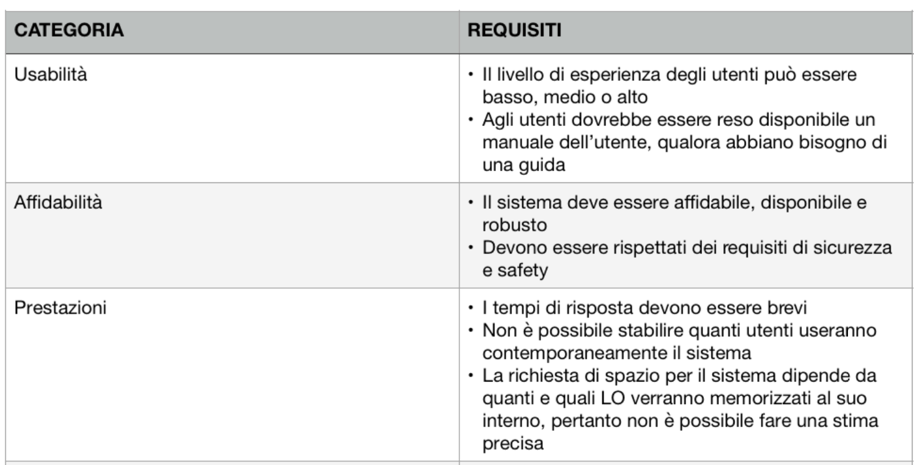 CATEGORIA
REQUISITI
Usabilità
• Il livello di esperienza degli utenti può essere
basso, medio o alto
• Agli utenti dovrebbe essere reso disponibile un
manuale dell’utente, qualora abbiano bisogno di
una guida
Affidabilità
• Il sistema deve essere affidabile, disponibile e
robusto
• Devono essere rispettati dei requisiti di sicurezza
e safety
Prestazioni
• I tempi di risposta devono essere brevi
• Non è possibile stabilire quanti utenti useranno
contemporaneamente il sistema
• La richiesta di spazio per il sistema dipende da
quanti e quali LO verranno memorizzati al suo
interno, pertanto non è possibile fare una stima
precisa